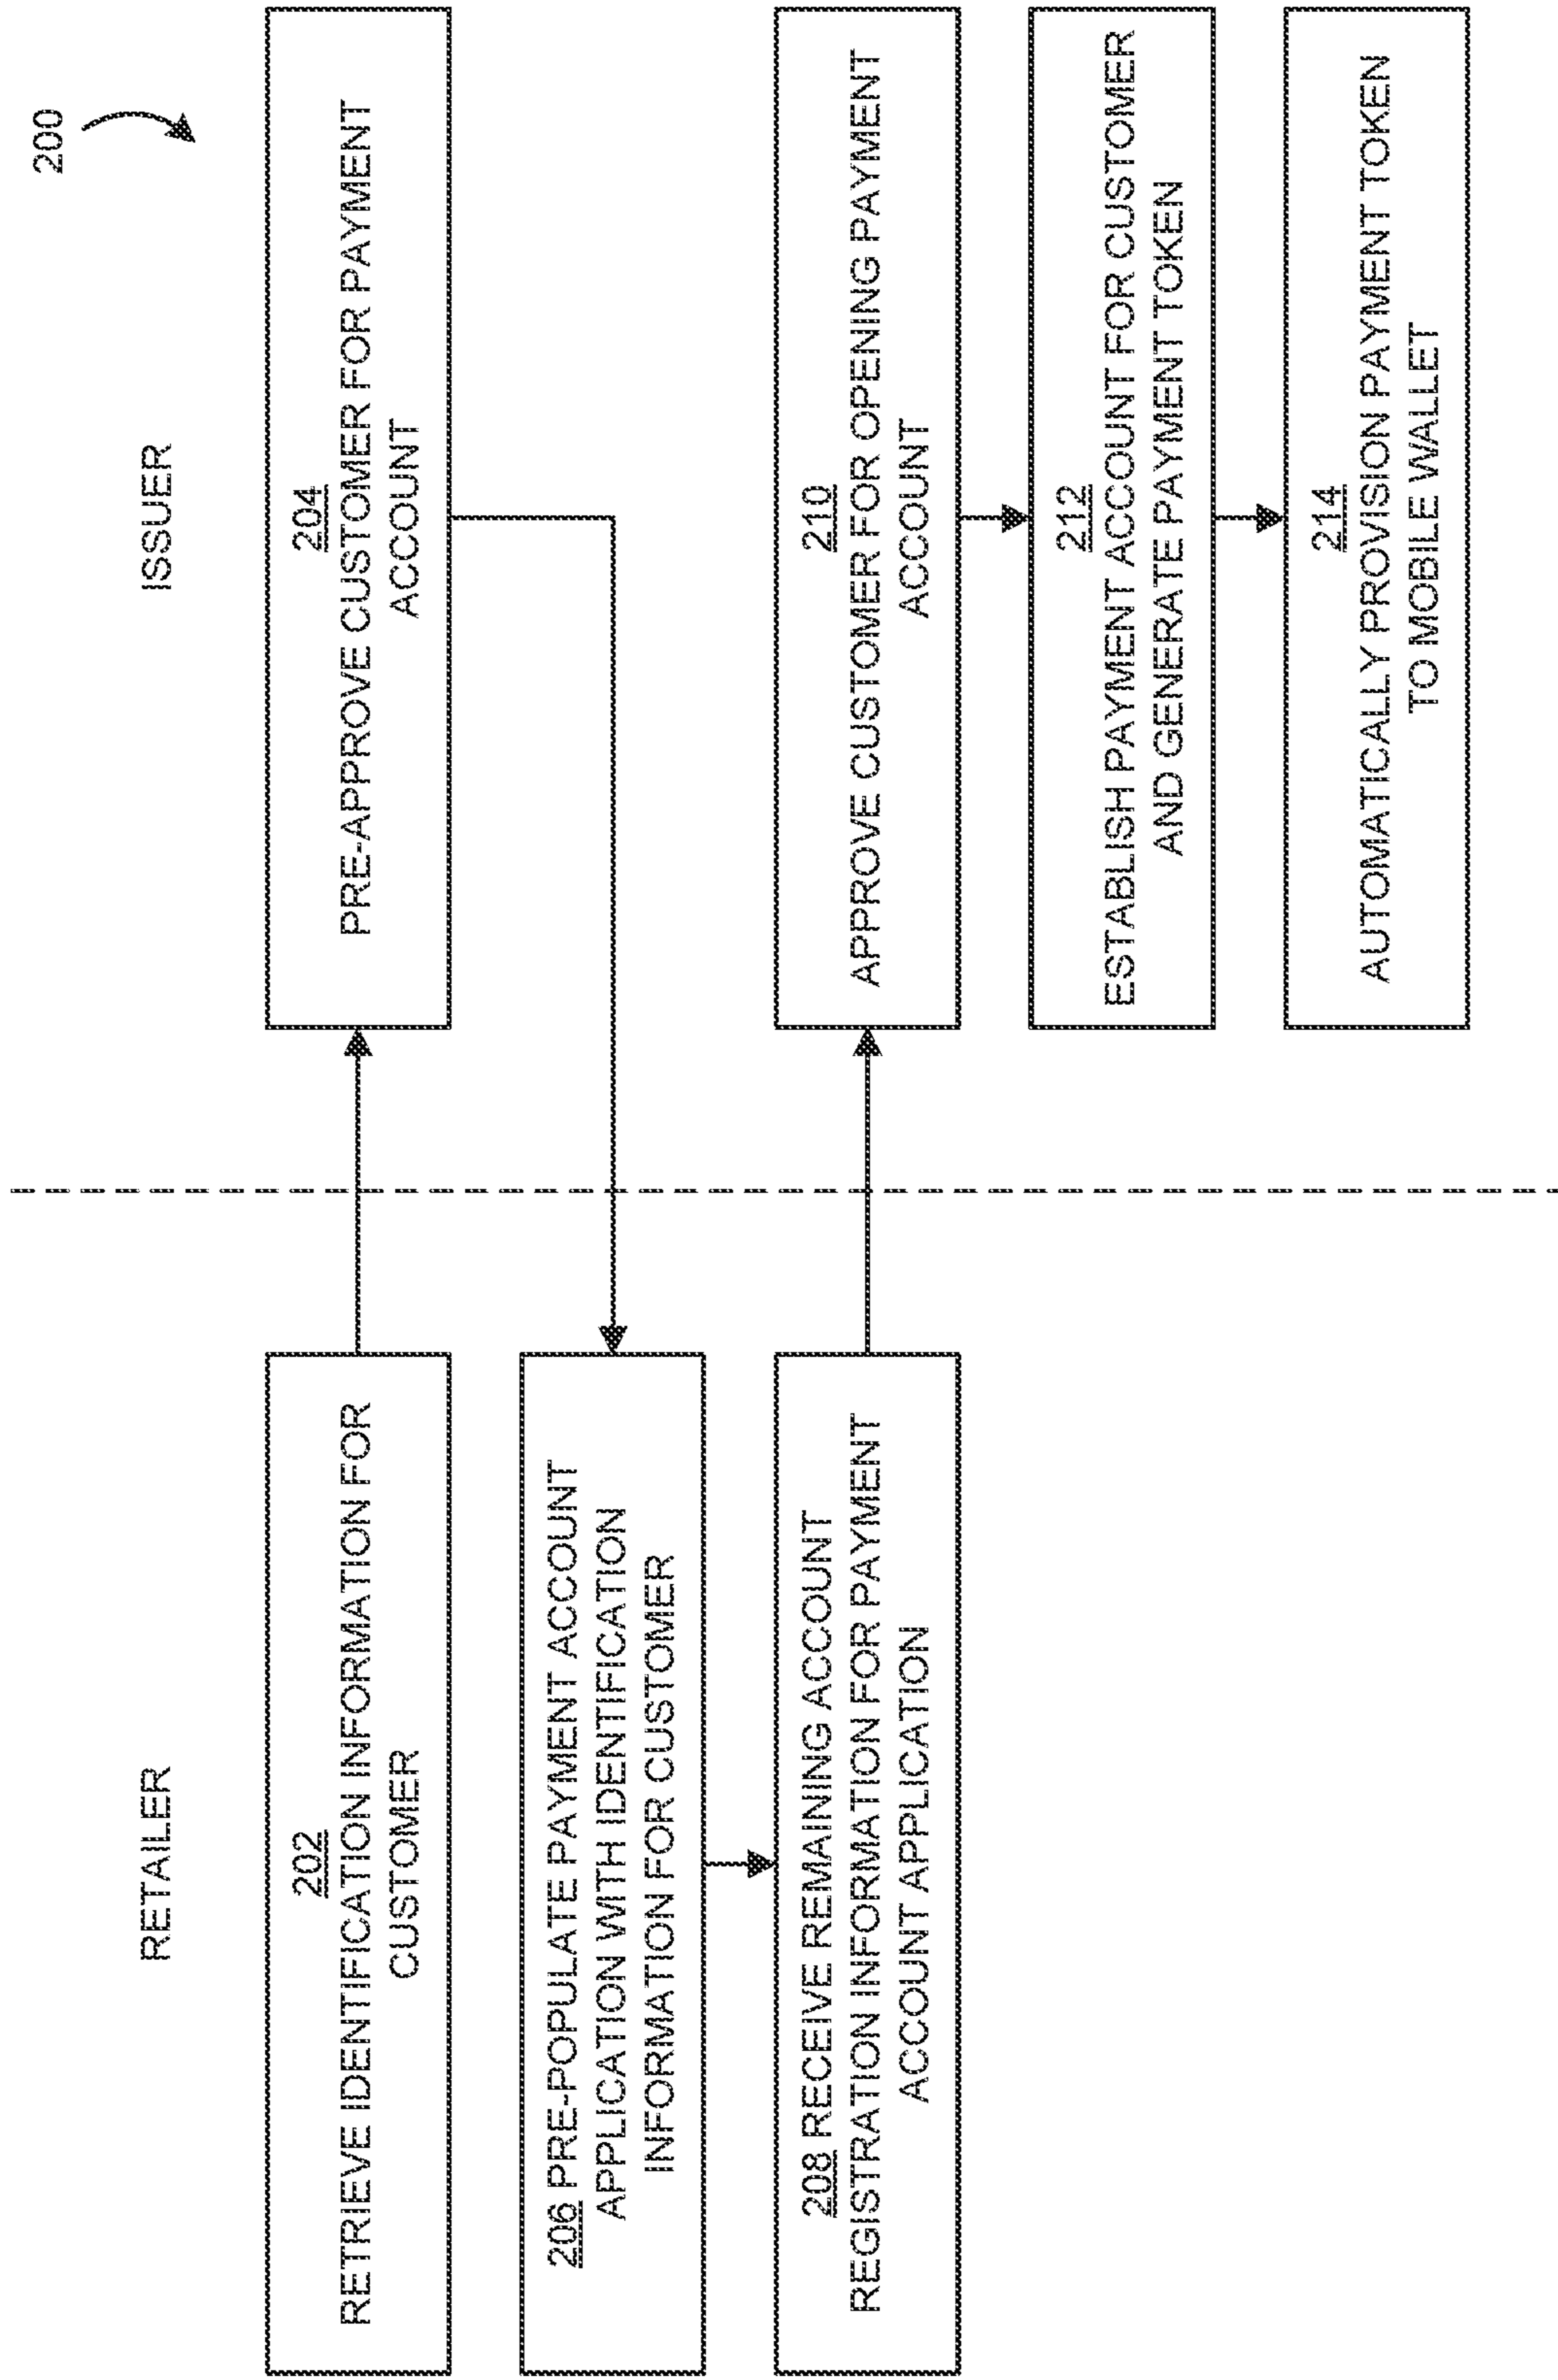 200
RETAILER
ISSUER
202
RETRIEVE IDENTIFICATION INFORMATION FOR
CUSTOMER
204
PRE-APPROVE CUSTOMER FOR PAYMENT
ACCOUNT
206 PRE-POPULATE PAYMENT ACCOUNT
APPLICATION WITH IDENTIFICATION
INFORMATION FOR CUSTOMER
208 RECEIVE REMAINING ACCOUNT
REGISTRATION INFORMATION FOR PAYMENT
ACCOUNT APPLICATION
210
APPROVE CUSTOMER FOR OPENING PAYMENT
ACCOUNT
212
ESTABLISH PAYMENT ACCOUNT FOR CUSTOMER
AND GENERATE PAYMENT TOKEN
214
AUTOMATICALLY PROVISION PAYMENT TOKEN
TO MOBILE WALLET